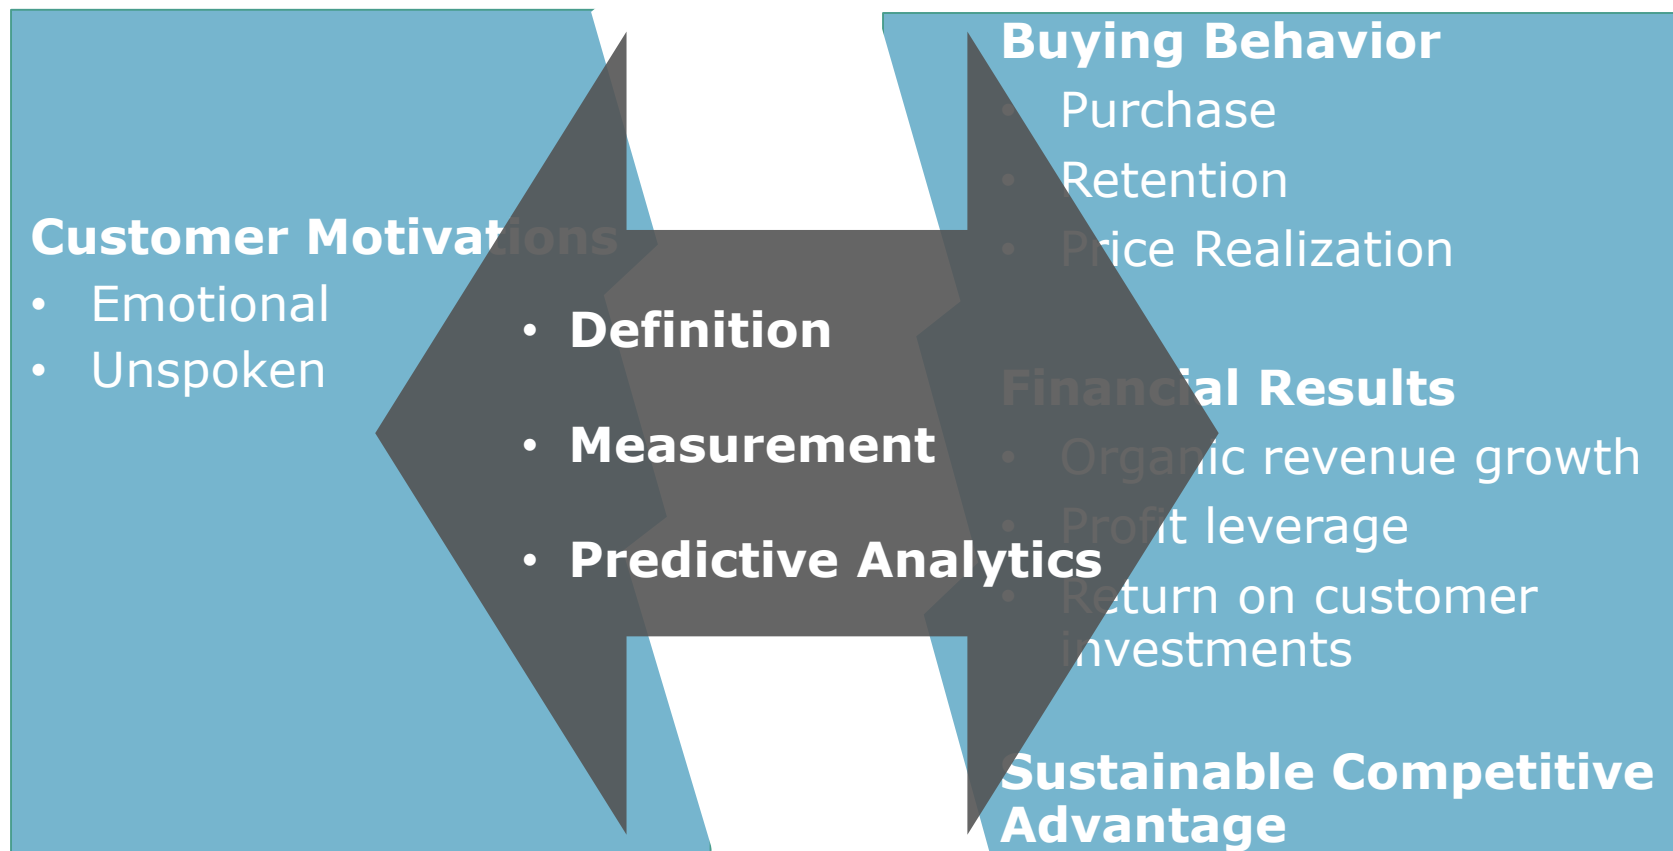 Customer Motivations
• Emotional
• Unspoken
• Definition
• Measurement
• Predictive Analytics
Buying Behavior
• Purchase
• Retention
• Price Realization
Financial Results
• Organic revenue growth
• Profit leverage
• Return on customer
investments
Sustainable Competitive
Advantage